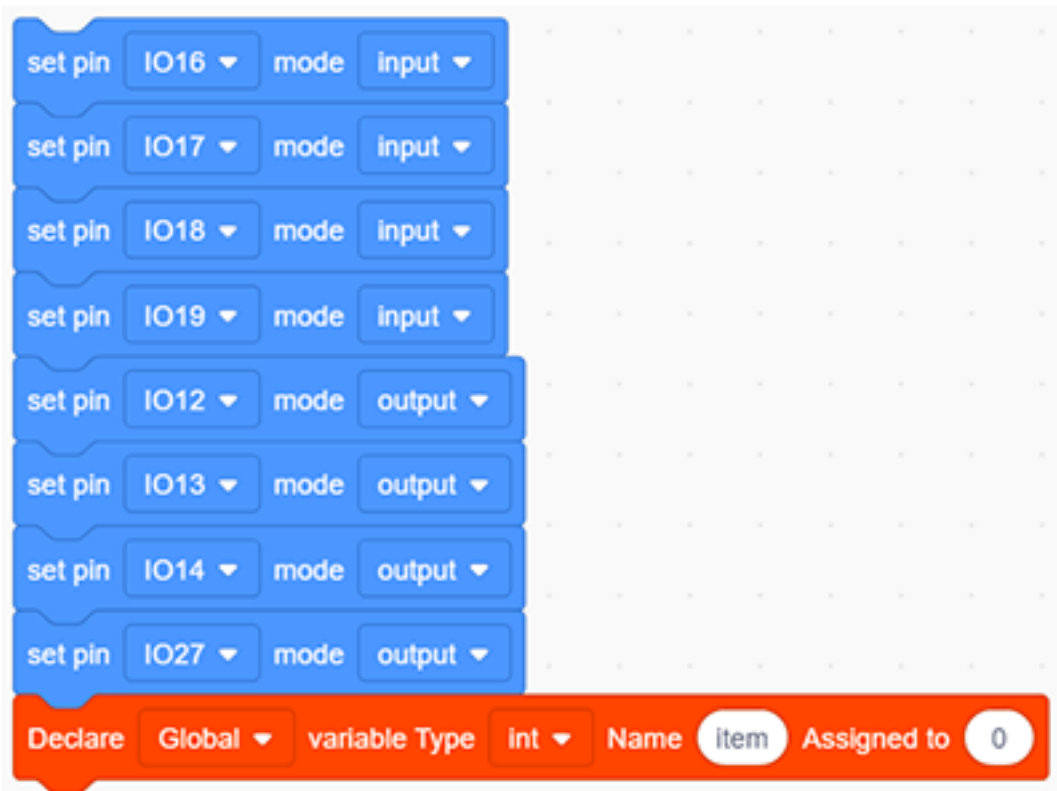 set pin IO16 mode input
set pin IO17 mode input
set pin IO18 mode input
set pin IO19 mode input
set pin IO12 mode output
set pin IO13 mode output
set pin IO14 mode output
set pin IO27 mode output
Declare Global variable Type int Name item Assigned to 0